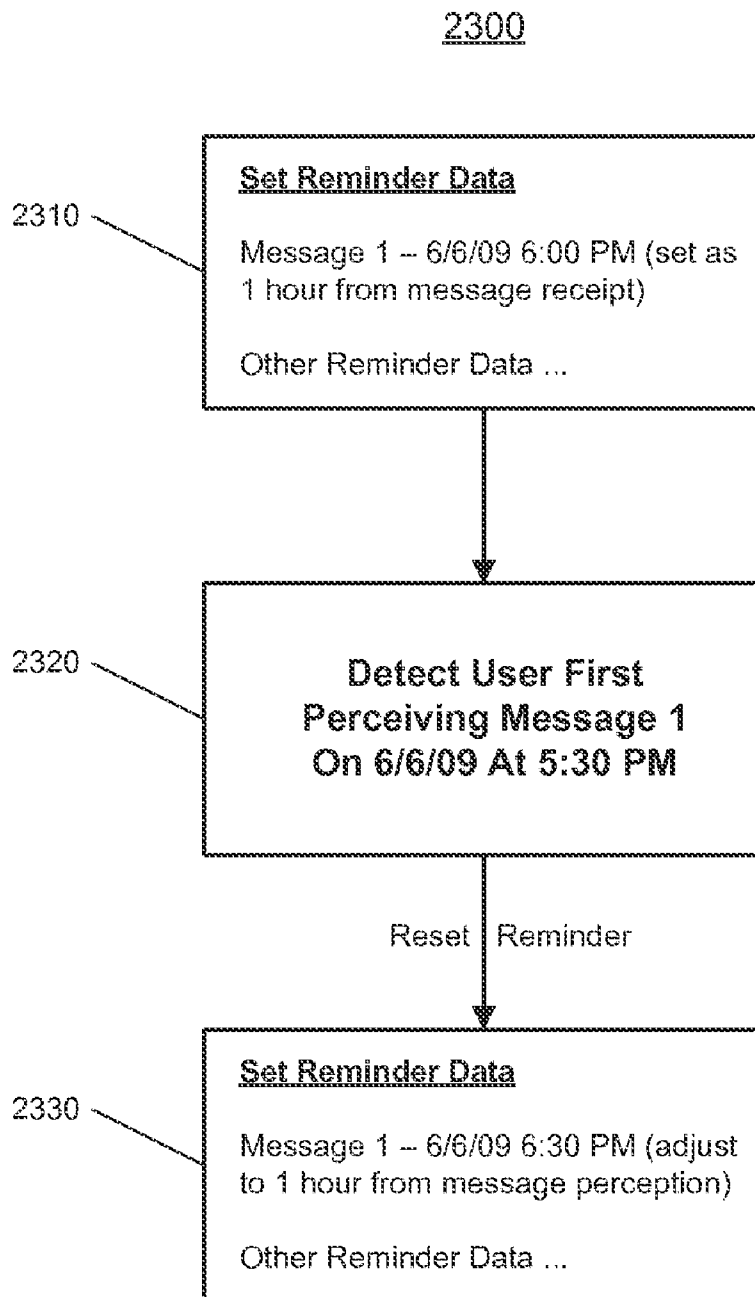 2300
2310
Set Reminder Data
Message 1 – 6/6/09 6:00 PM (set as
1 hour from message receipt)
Other Reminder Data ...
2320
Detect User First
Perceiving Message 1
On 6/6/09 At 5:30 PM
Reset Reminder
2330
Set Reminder Data
Message 1 – 6/6/09 6:30 PM (adjust
to 1 hour from message perception)
Other Reminder Data ...